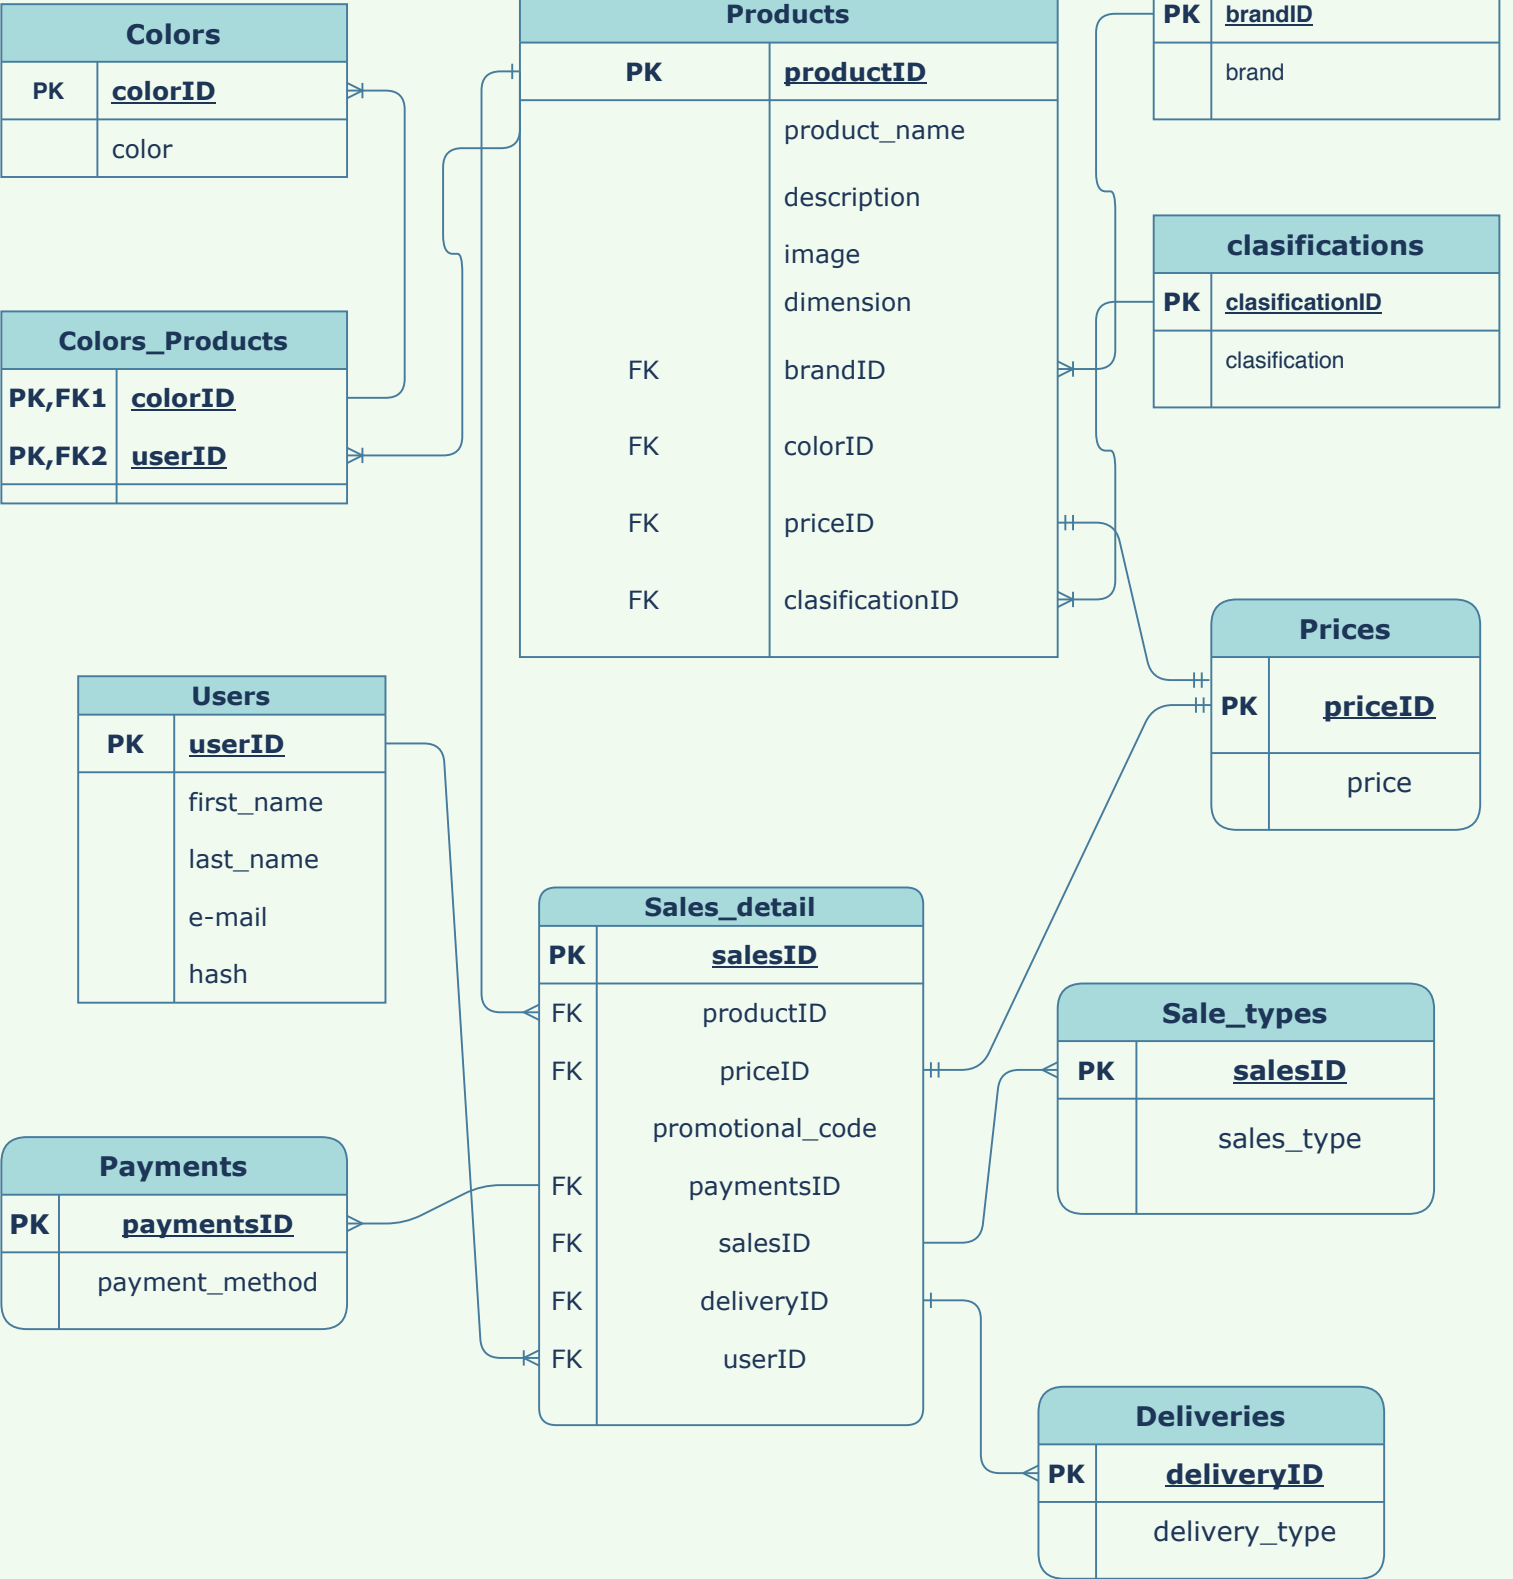 Colors
PK colorID
color
Colors_Products
PK,FK1 colorID
PK,FK2 userID
Products
PK productID
product_name
description
image
dimension
FK brandID
FK colorID
FK priceID
FK clasificationID
PK brandID
brand
clasifications
PK clasificationID
clasification
Prices
PK priceID
price
Users
PK userID
first_name
last_name
e-mail
hash
Sales_detail
PK salesID
FK productID
FK priceID
promotional_code
FK paymentsID
FK salesID
FK deliveryID
FK userID
Sale_types
PK salesID
sales_type
Payments
PK paymentsID
payment_method
Deliveries
PK deliveryID
delivery_type